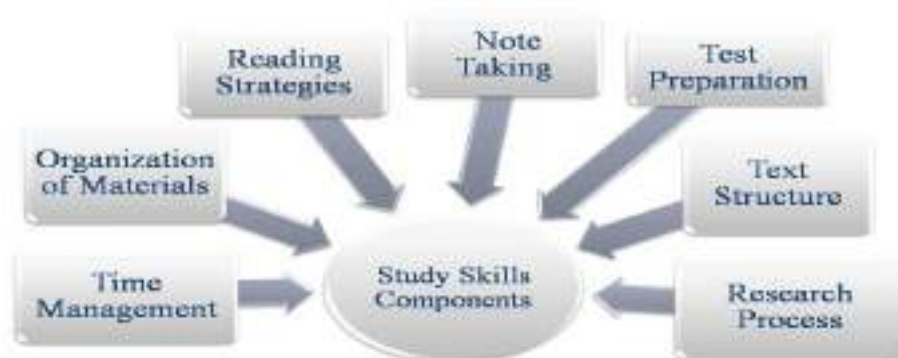 Note
Taking
Reading
Strategies
Test
Preparation
Organization
of Materials
Text
Structure
Time
Management
Study Skills
Components
Research
Process